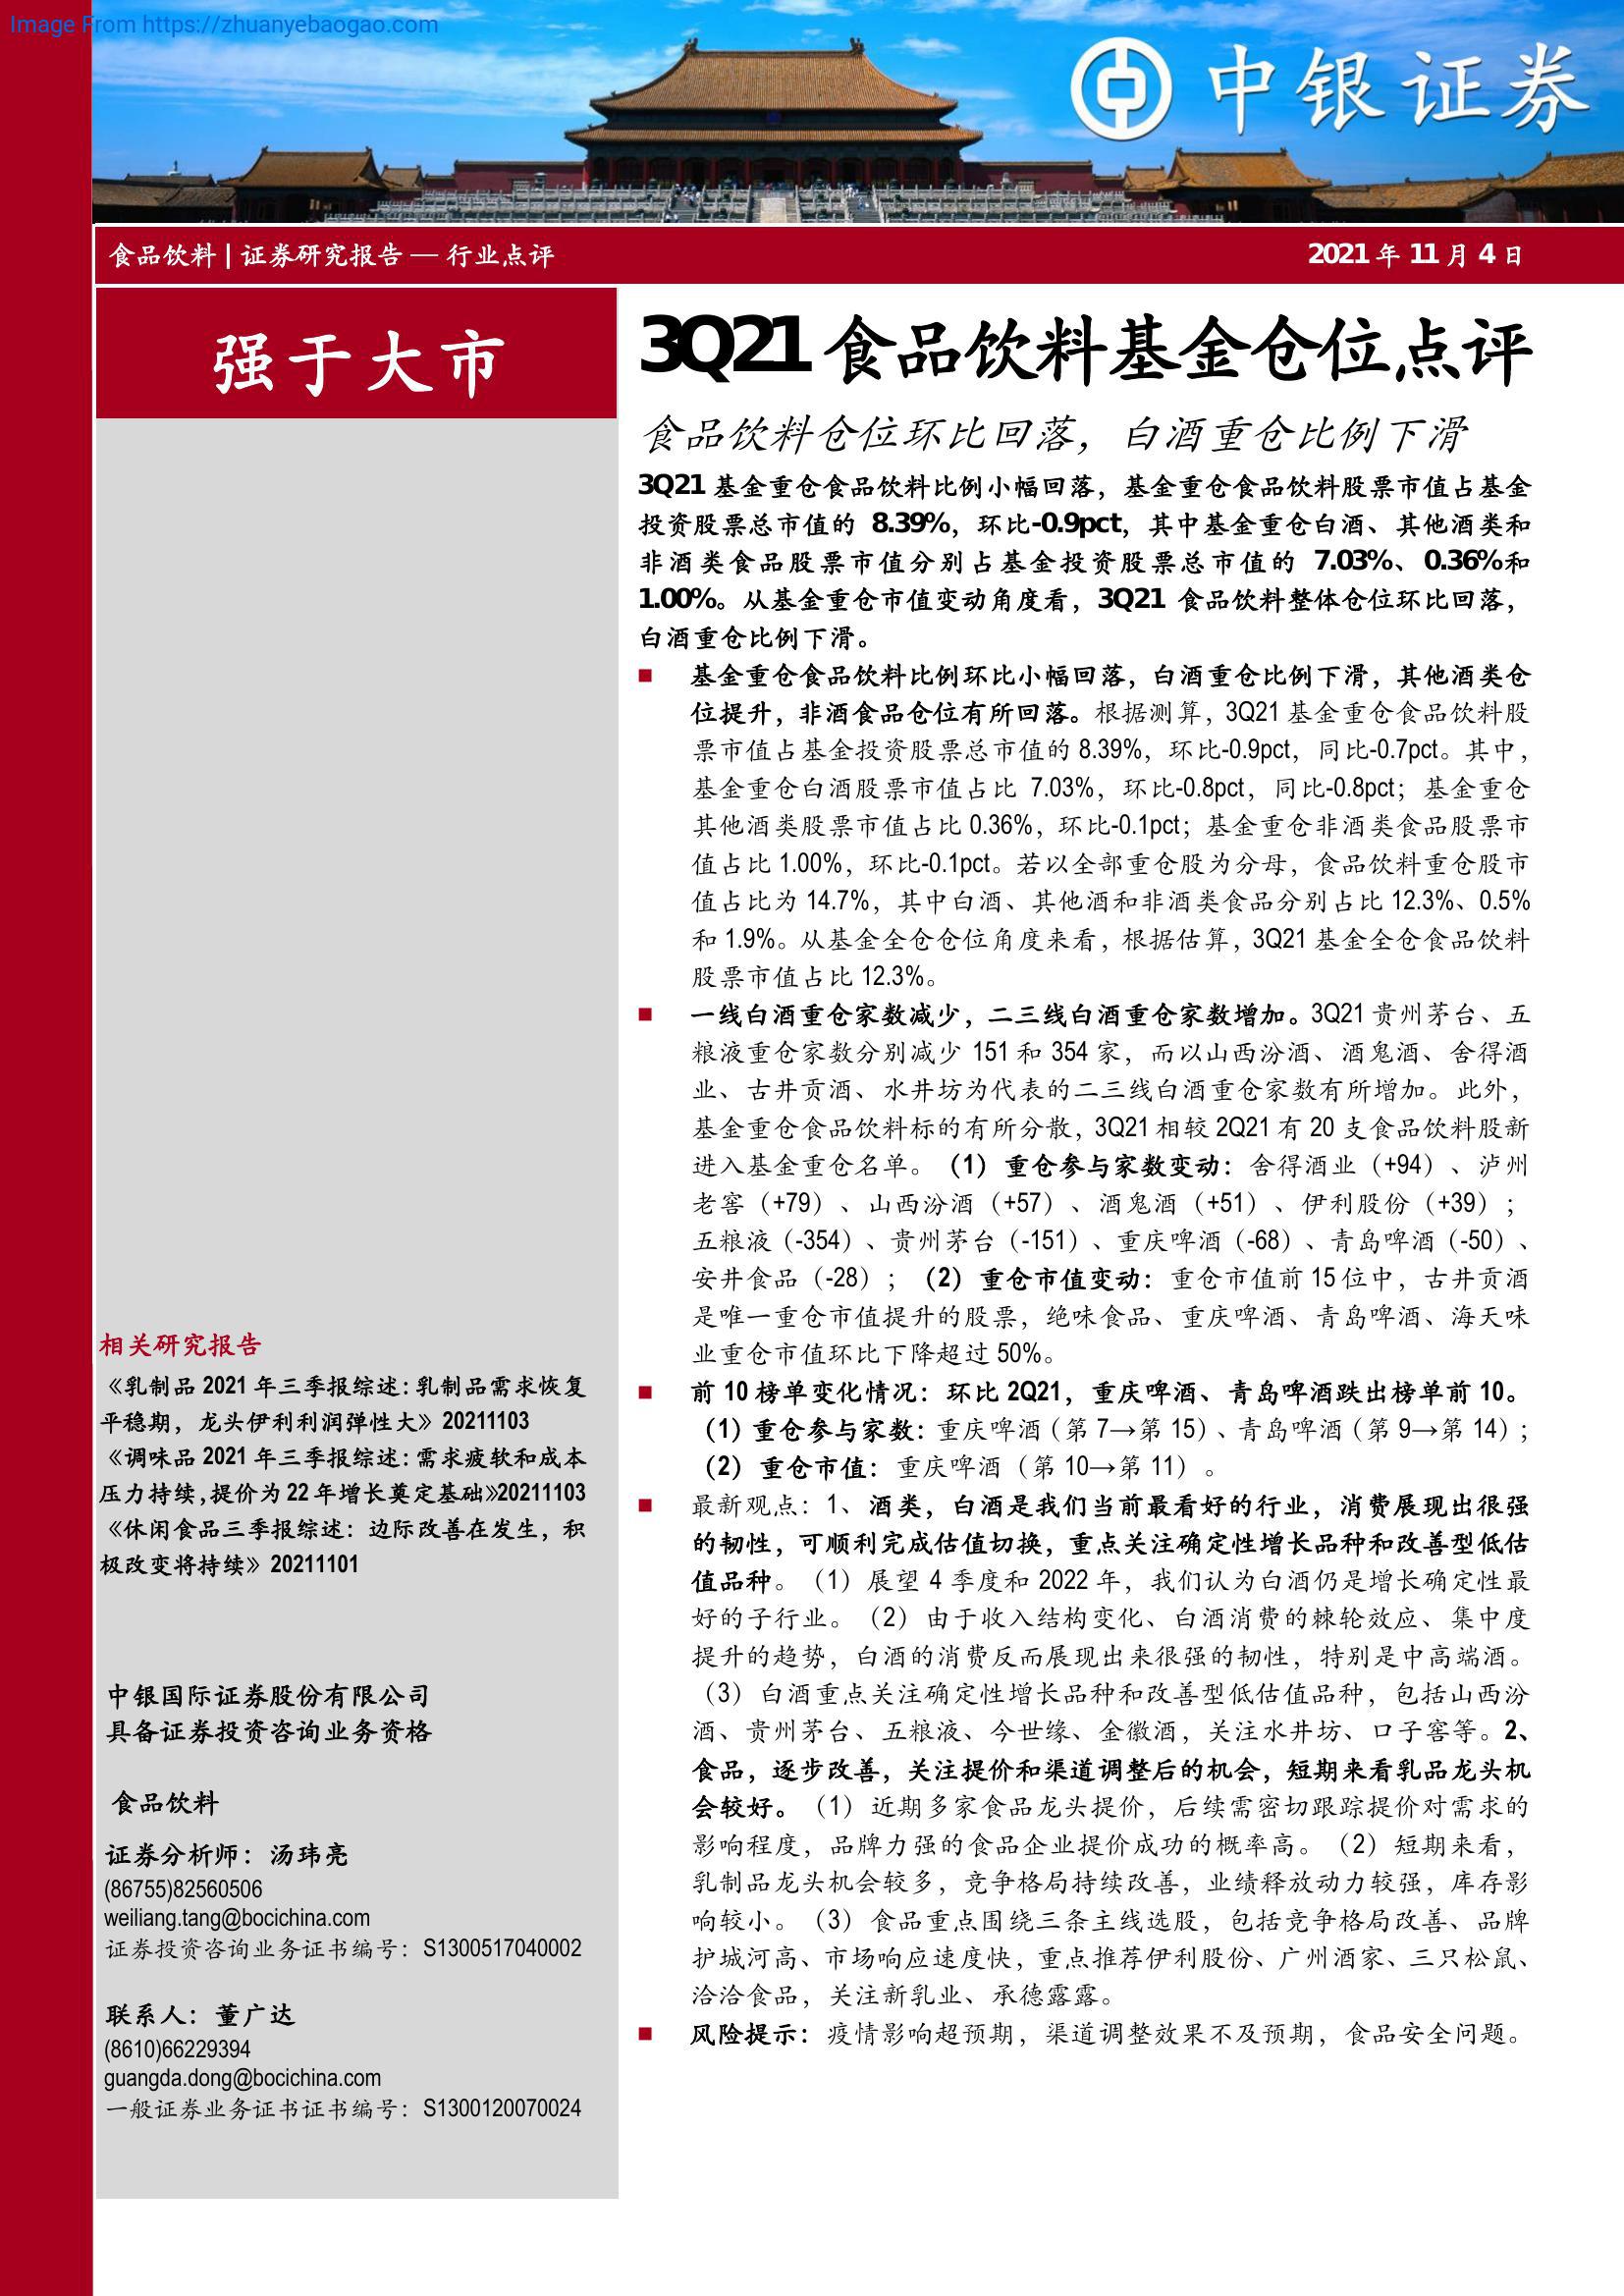 Image From https://zhuanyebaogao.com
中银证券
食品饮料 | 证券研究报告 — 行业点评
2021 年 11 月 4 日
强于大市
3Q21 食品饮料基金仓位点评
食品饮料仓位环比回落，白酒重仓比例下滑
3Q21 基金重仓食品饮料比例小幅回落，基金重仓食品饮料股票市值占基金
投资股票总市值的 8.39%，环比-0.9pct，其中基金重仓白酒、其他酒类和
非酒类食品股票市值分别占基金投资股票总市值的 7.03%、0.36%和
1.00%。从基金重仓市值变动角度看，3Q21 食品饮料整体仓位环比回落，
白酒重仓比例下滑。
■ 基金重仓食品饮料比例环比小幅回落，白酒重仓比例下滑，其他酒类仓
位提升，非酒食品仓位有所回落。根据测算，3Q21 基金重仓食品饮料股
票市值占基金投资股票总市值的 8.39%，环比-0.9pct，同比-0.7pct。其中，
基金重仓白酒股票市值占比 7.03%，环比-0.8pct，同比-0.8pct；基金重仓
其他酒类股票市值占比 0.36%，环比-0.1pct；基金重仓非酒类食品股票市
值占比 1.00%，环比-0.1pct。若以全部重仓股为分母，食品饮料重仓股市
值占比为 14.7%，其中白酒、其他酒和非酒类食品分别占比 12.3%、0.5%
和 1.9%。从基金全仓仓位角度来看，根据估算，3Q21 基金全仓食品饮料
股票市值占比 12.3%。
■ 一线白酒重仓家数减少，二三线白酒重仓家数增加。3Q21 贵州茅台、五
粮液重仓家数分别减少 151 和 354 家，而以山西汾酒、酒鬼酒、舍得酒
业、古井贡酒、水井坊为代表的二三线白酒重仓家数有所增加。此外，
基金重仓食品饮料标的有所分散，3Q21 相较 2Q21 有 20 支食品饮料股新
进入基金重仓名单。（1）重仓参与家数变动：舍得酒业（+94）、泸州
老窖（+79）、山西汾酒（+57）、酒鬼酒（+51）、伊利股份（+39）；
五粮液（-354）、贵州茅台（-151）、重庆啤酒（-68）、青岛啤酒（-50）、
安井食品（-28）；（2）重仓市值变动：重仓市值前 15 位中，古井贡酒
是唯一重仓市值提升的股票，绝味食品、重庆啤酒、青岛啤酒、海天味
业重仓市值环比下降超过 50%。
■ 前 10 榜单变化情况：环比 2Q21，重庆啤酒、青岛啤酒跌出榜单前 10。
（1）重仓参与家数：重庆啤酒（第 7→第 15）、青岛啤酒（第 9→第 14）；
（2）重仓市值：重庆啤酒（第 10→第 11）。
■ 最新观点：1、酒类，白酒是我们当前最看好的行业，消费展现出很强
的韧性，可顺利完成估值切换，重点关注确定性增长品种和改善型低估
值品种。（1）展望 4 季度和 2022 年，我们认为白酒仍是增长确定性最
好的子行业。（2）由于收入结构变化、白酒消费的棘轮效应、集中度
提升的趋势，白酒的消费反而展现出来很强的韧性，特别是中高端酒。
（3）白酒重点关注确定性增长品种和改善型低估值品种，包括山西汾
酒、贵州茅台、五粮液、今世缘、金徽酒，关注水井坊、口子窖等。2、
食品，逐步改善，关注提价和渠道调整后的机会，短期来看乳品龙头机
会较好。（1）近期多家食品龙头提价，后续需密切跟踪提价对需求的
影响程度，品牌力强的食品企业提价成功的概率高。（2）短期来看，
乳制品龙头机会较多，竞争格局持续改善，业绩释放动力较强，库存影
响较小。（3）食品重点围绕三条主线选股，包括竞争格局改善、品牌
护城河高、市场响应速度快，重点推荐伊利股份、广州酒家、三只松鼠、
洽洽食品，关注新乳业、承德露露。
■ 风险提示：疫情影响超预期，渠道调整效果不及预期，食品安全问题。
相关研究报告
《乳制品 2021 年三季报综述：乳制品需求恢复
平稳期，龙头伊利利润弹性大》20211103
《调味品 2021 年三季报综述：需求疲软和成本
压力持续，提价为 22 年增长奠定基础》20211103
《休闲食品三季报综述：边际改善在发生，积
极改变将持续》20211101
中银国际证券股份有限公司
具备证券投资咨询业务资格
食品饮料
证券分析师：汤玮亮
(86755)82560506
weiliang.tang@bocichina.com
证券投资咨询业务证书编号：S1300517040002
联系人：董广达
(8610)66229394
guangda.dong@bocichina.com
一般证券业务证书证书编号：S1300120070024